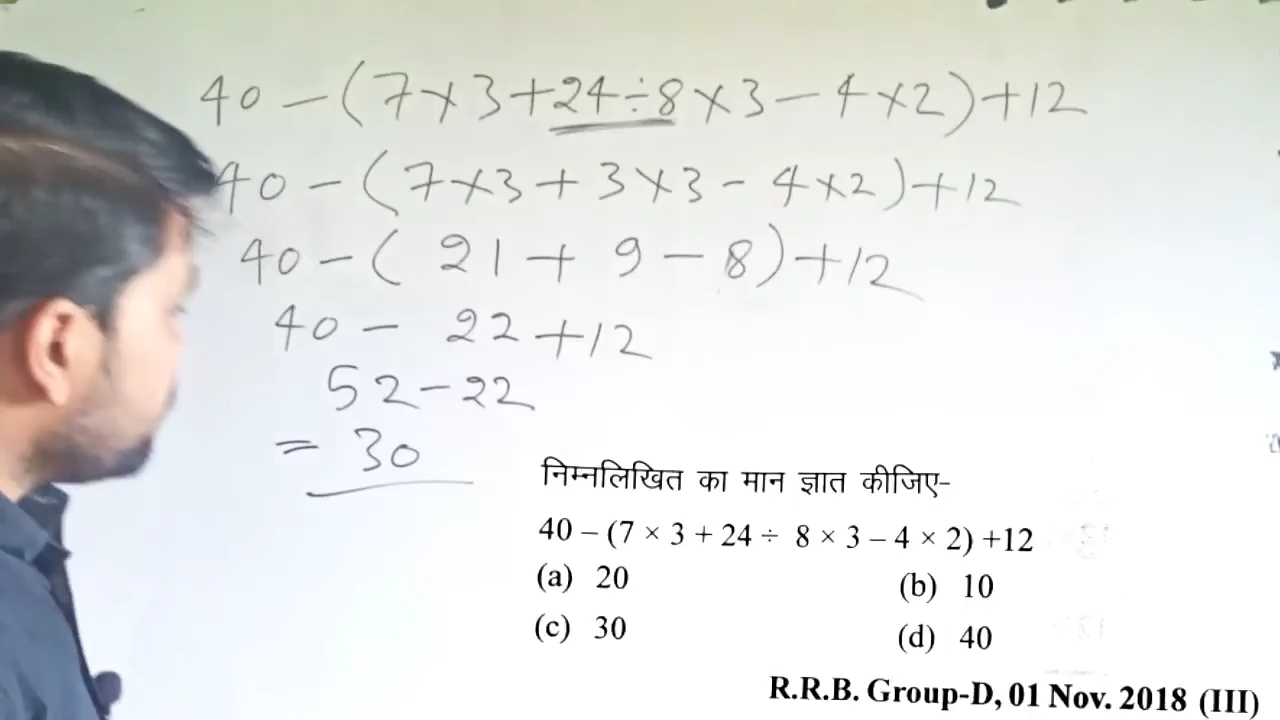 40 - (7×3+24÷8×3-4×2)+12
40 - (7×3+3×3-4×2)+12
40 - (21+9-8)+12
40 - 22+12
52-22
= 30
निम्नलिखित का मान ज्ञात कीजिए-
40 – (7 × 3 + 24 ÷ 8 × 3 – 4 × 2) +12
(a) 20 (b) 10
(c) 30 (d) 40
R.R.B. Group-D, 01 Nov. 2018 (III)